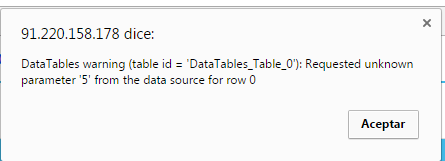 91.220.158.178 dice:
DataTables warning (table id = 'DataTables_Table_0'): Requested unknown
parameter '5' from the data source for row 0
Aceptar